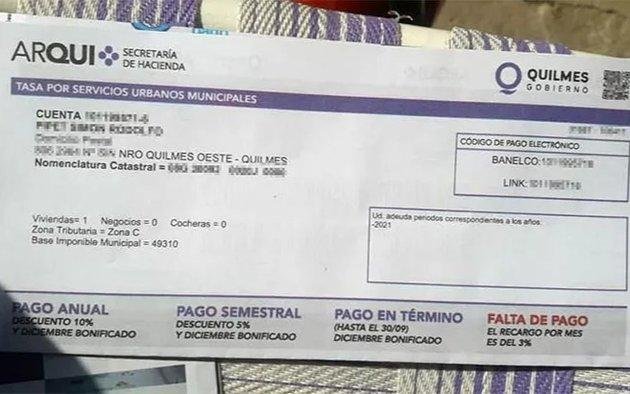 ARQUI SECRETARÍA
DE HACIENDA
QUILMES
GOBIERNO
TASA POR SERVICIOS URBANOS MUNICIPALES
CUENTA
NRO QUILMES OESTE - QUILMES
Nomenclatura Catastral =
CÓDIGO DE PAGO ELECTRÓNICO
BANELCO:
LINK:
Viviendas= 1 Negocios = 0 Cocheras = 0
Zona Tributaria = Zona C
Base Imponible Municipal = 49310
Ud. adeuda periodos correspondientes a los años:
-2021
PAGO ANUAL
DESCUENTO 10%
Y DICIEMBRE BONIFICADO
PAGO SEMESTRAL
DESCUENTO 5%
Y DICIEMBRE BONIFICADO
PAGO EN TÉRMINO
(HASTA EL 30/09)
DICIEMBRE BONIFICADO
FALTA DE PAGO
EL RECARGO POR MES
ES DEL 3%